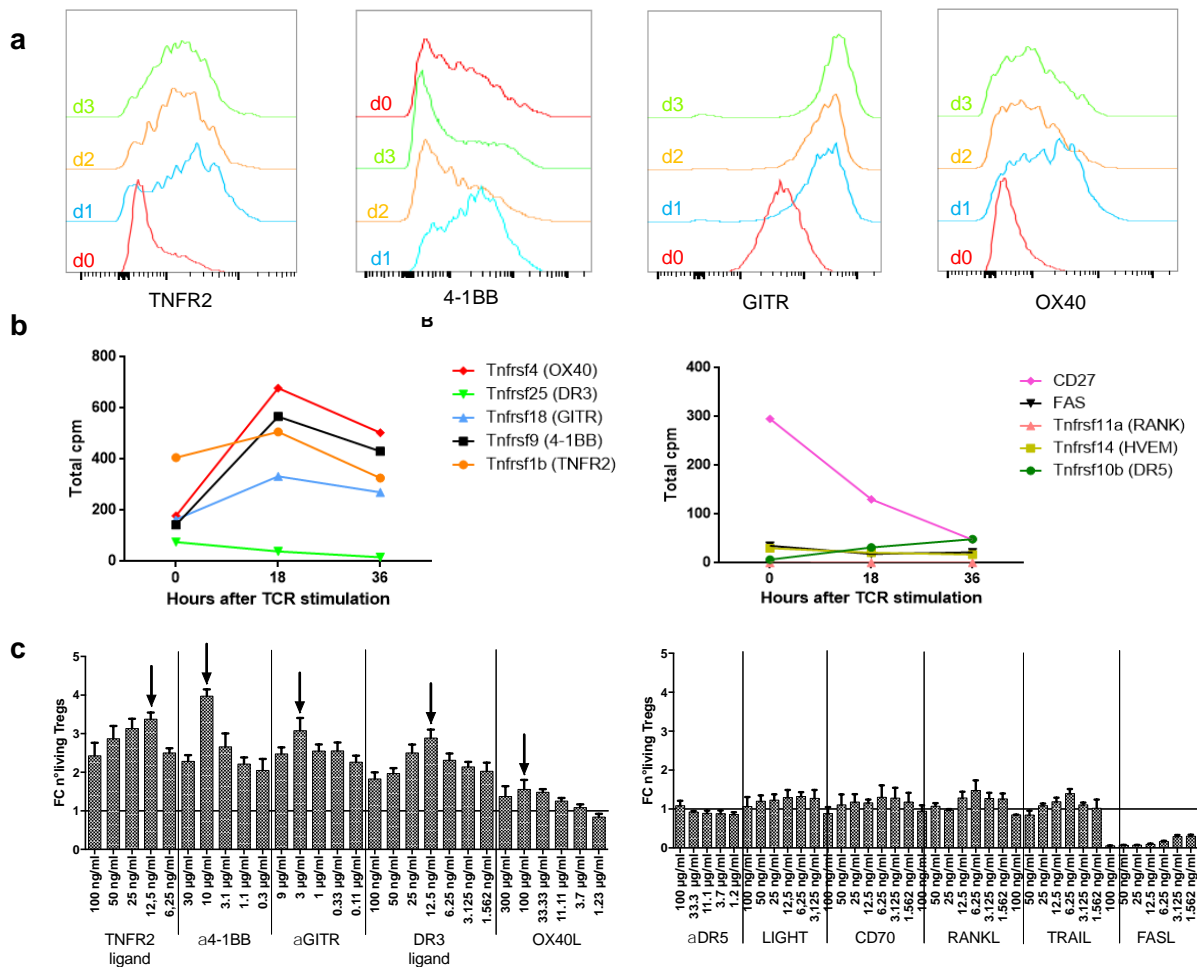 a
d3
d2
d1
d0
TNFR2
d0
d3
d2
d1
4-1BB
d3
d2
d1
d0
GITR
d3
d2
d1
d0
OX40
B
b
800
600
400
200
0
Total cpm
0 18 36
Hours after TCR stimulation
Tnfrsf4 (OX40)
Tnfrsf25 (DR3)
Tnfrsf18 (GITR)
Tnfrsf9 (4-1BB)
Tnfrsf1b (TNFR2)
400
300
200
100
0
Total cpm
0 18 36
Hours after TCR stimulation
CD27
FAS
Tnfrsf11a (RANK)
Tnfrsf14 (HVEM)
Tnfrsf10b (DR5)
c
5
4
3
2
1
0
FC n°living Tregs
100 ng/ml
50 ng/ml
25 ng/ml
12,5 ng/ml
6,25 ng/ml
30 µg/ml
10 µg/ml
3.1 µg/ml
1.1 µg/ml
0.3 µg/ml
9 µg/ml
3 µg/ml
1 µg/ml
0.33 µg/ml
0.11 µg/ml
100 ng/ml
50 ng/ml
25 ng/ml
12.5 ng/ml
6.25 ng/ml
3.125 ng/ml
1.562 ng/ml
300 µg/ml
100 µg/ml
33.33 µg/ml
11.11 µg/ml
3.7 µg/ml
1.23 µg/ml
TNFR2 ligand
a4-1BB
aGITR
DR3 ligand
OX40L
5
4
3
2
1
0
FC n°living Tregs
100 µg/ml
33.3 µg/ml
11.1 µg/ml
3.7 µg/ml
1.2 µg/ml
100 ng/ml
50 ng/ml
25 ng/ml
12.5 ng/ml
6.25 ng/ml
3.125 ng/ml
100 ng/ml
50 ng/ml
25 ng/ml
12.5 ng/ml
6.25 ng/ml
3.12 ng/ml
1.562 ng/ml
100 ng/ml
50 ng/ml
25 ng/ml
12.5 ng/ml
6.25 ng/ml
3.125 ng/ml
1.562 ng/ml
100 ng/ml
50 ng/ml
25 ng/ml
12.5 ng/ml
6.25 ng/ml
3.125 ng/ml
1.562 ng/ml
100 ng/ml
50 ng/ml
25 ng/ml
12.5 ng/ml
6.25 ng/ml
3.125 ng/ml
1.562 ng/ml
aDR5
LIGHT
CD70
RANKL
TRAIL
FASL